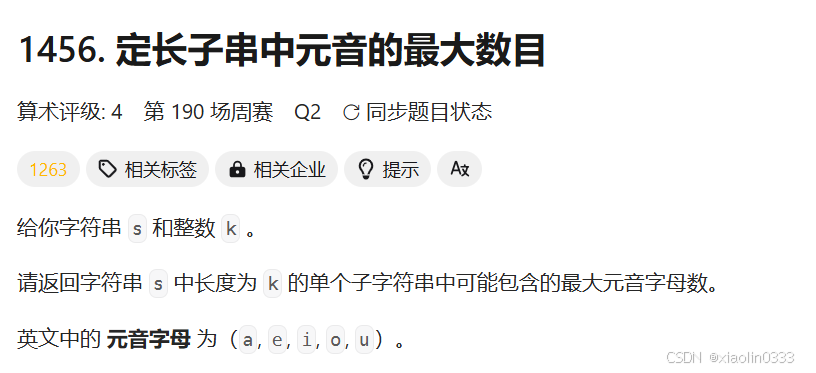 1456. 定长子串中元音的最大数目
算术评级: 4 第 190 场周赛 Q2 同步题目状态
1263 相关标签 相关企业 提示 A文
给你字符串 s 和整数 k 。
请返回字符串 s 中长度为 k 的单个子字符串中可能包含的最大元音字母数。
英文中的 元音字母 为（a, e, i, o, u）。
CSDN @xiaolin0333